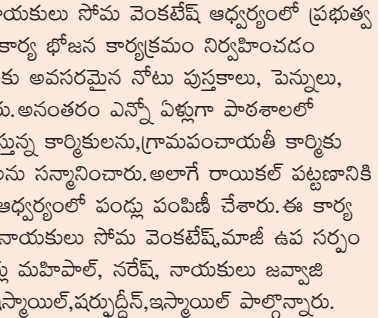 ాయకులు సోమ వెంకటేష్ ఆధ్వర్యంలో ప్రభుత్వ
కార్య భోజన కార్యక్రమం నిర్వహించడం
కు అవసరమైన నోటు పుస్తకాలు, పెన్నులు,
రు.అనంతరం ఎన్నో ఏళ్లుగా పాఠశాలలో
స్తున్న కార్మికులను,గ్రామపంచాయతీ కార్మికు
లను సన్మానించారు.అలాగే రాయికల్ పట్టణానికి
ఆధ్వర్యంలో పండ్లు పంపిణీ చేశారు.ఈ కార్య
నాయకులు సోమ వెంకటేష్,మాజీ ఉప సర్పం
్లు మహిపాల్, నరేష్, నాయకులు జవ్వాజి
స్మాయిల్,షర్ఫుద్దీన్,ఇస్మాయిల్ పాల్గొన్నారు.